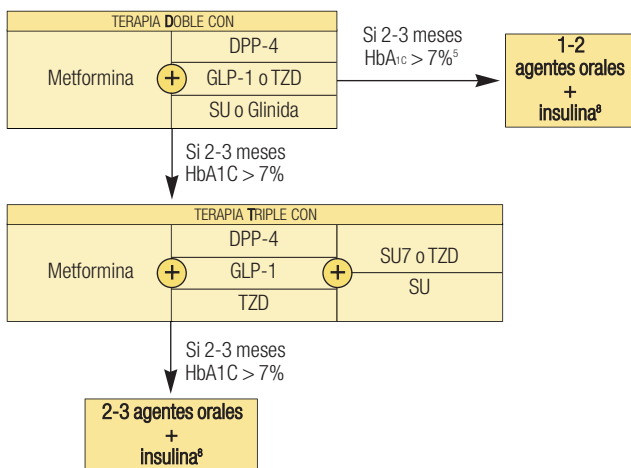 TERAPIA DOBLE CON
Metformina
+
DPP-4
GLP-1 o TZD
SU o Glinida
Si 2-3 meses
HbA1C > 7%⁵
1-2
agentes orales
+
insulina⁸
Si 2-3 meses
HbA1C > 7%
TERAPIA TRIPLE CON
Metformina
+
DPP-4
GLP-1
TZD
+
SU7 o TZD
SU
Si 2-3 meses
HbA1C > 7%
2-3 agentes orales
+
insulina⁸